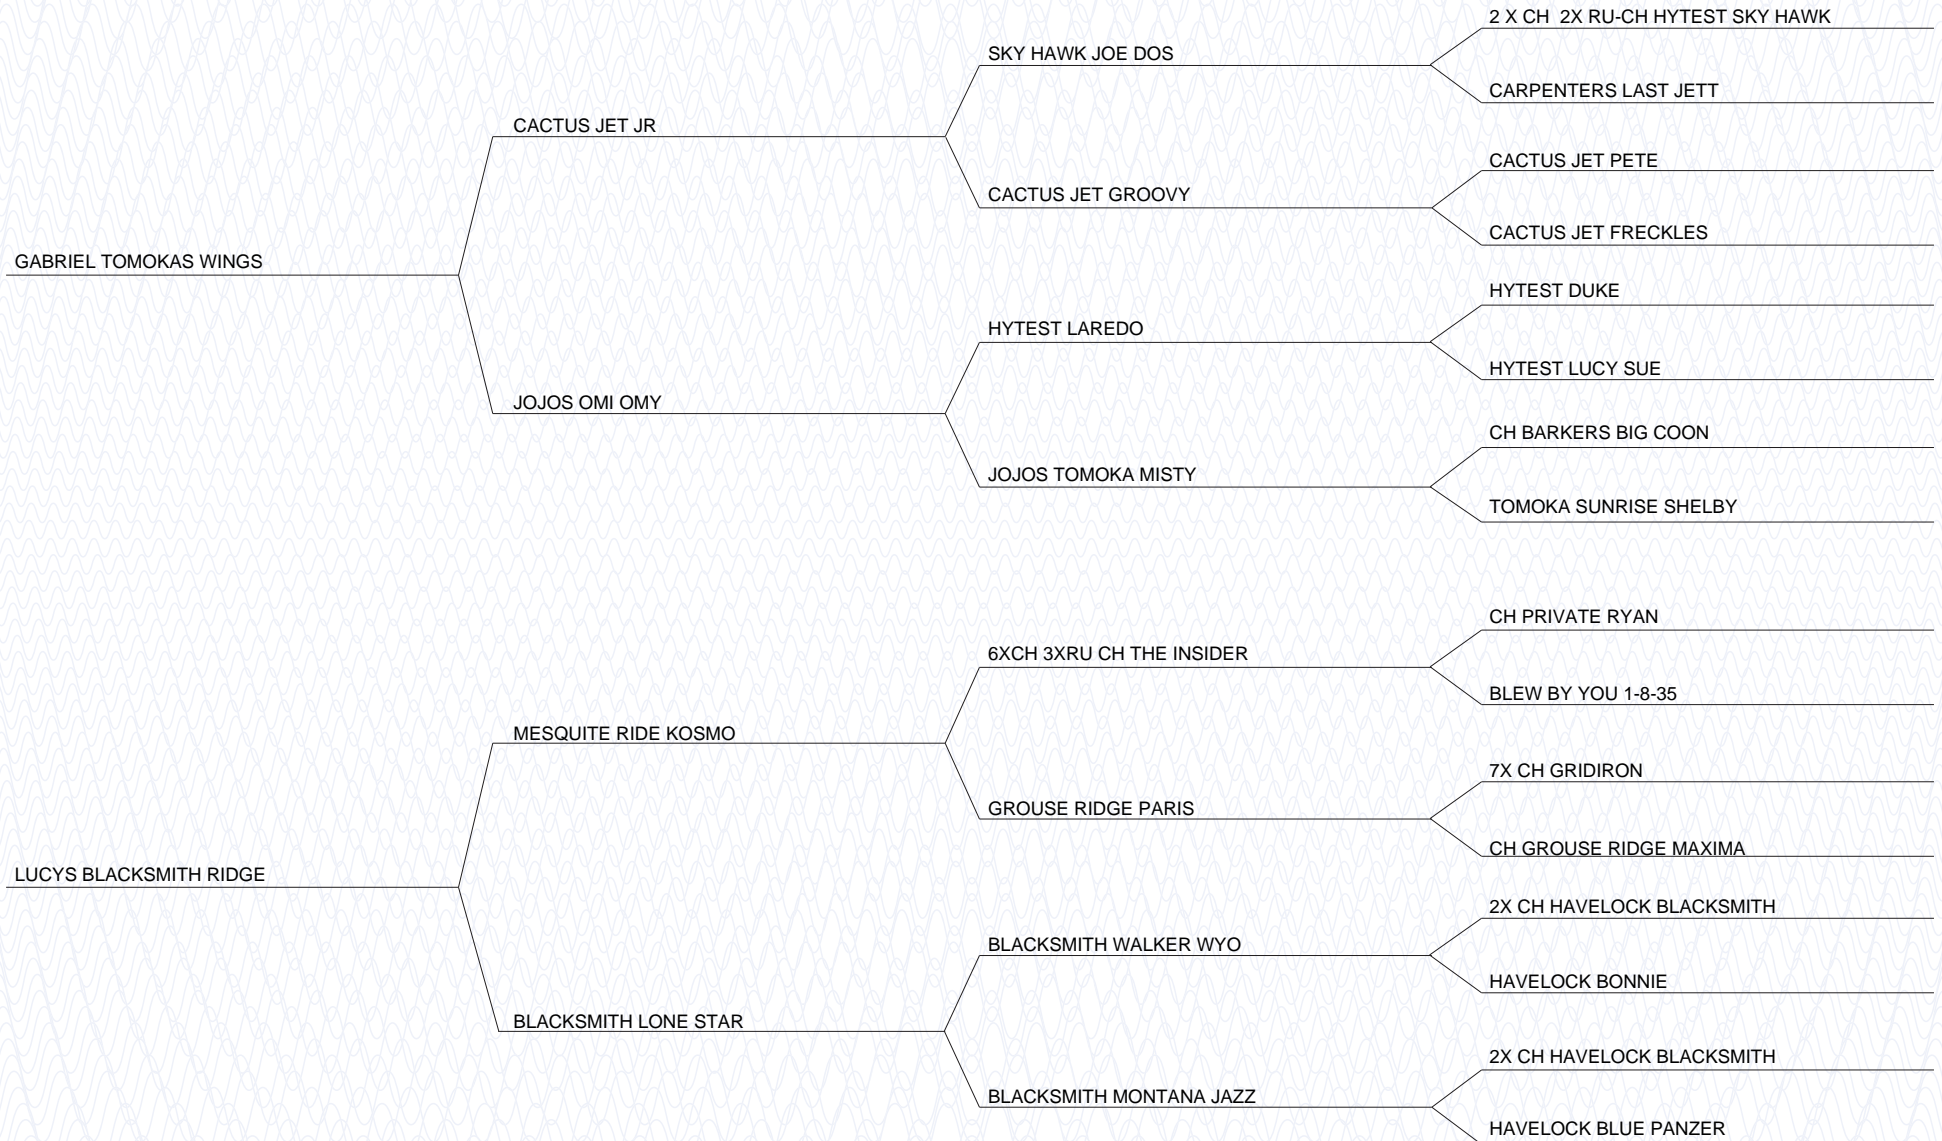 2 X CH  2X RU-CH HYTEST SKY HAWK
SKY HAWK JOE DOS
CARPENTERS LAST JETT
CACTUS JET JR
CACTUS JET PETE
CACTUS JET GROOVY
CACTUS JET FRECKLES
GABRIEL TOMOKAS WINGS
HYTEST DUKE
HYTEST LAREDO
HYTEST LUCY SUE
JOJOS OMI OMY
CH BARKERS BIG COON
JOJOS TOMOKA MISTY
TOMOKA SUNRISE SHELBY
CH PRIVATE RYAN
6XCH 3XRU CH THE INSIDER
BLEW BY YOU 1-8-35
MESQUITE RIDE KOSMO
7X CH GRIDIRON
GROUSE RIDGE PARIS
CH GROUSE RIDGE MAXIMA
LUCYS BLACKSMITH RIDGE
2X CH HAVELOCK BLACKSMITH
BLACKSMITH WALKER WYO
HAVELOCK BONNIE
BLACKSMITH LONE STAR
2X CH HAVELOCK BLACKSMITH
BLACKSMITH MONTANA JAZZ
HAVELOCK BLUE PANZER